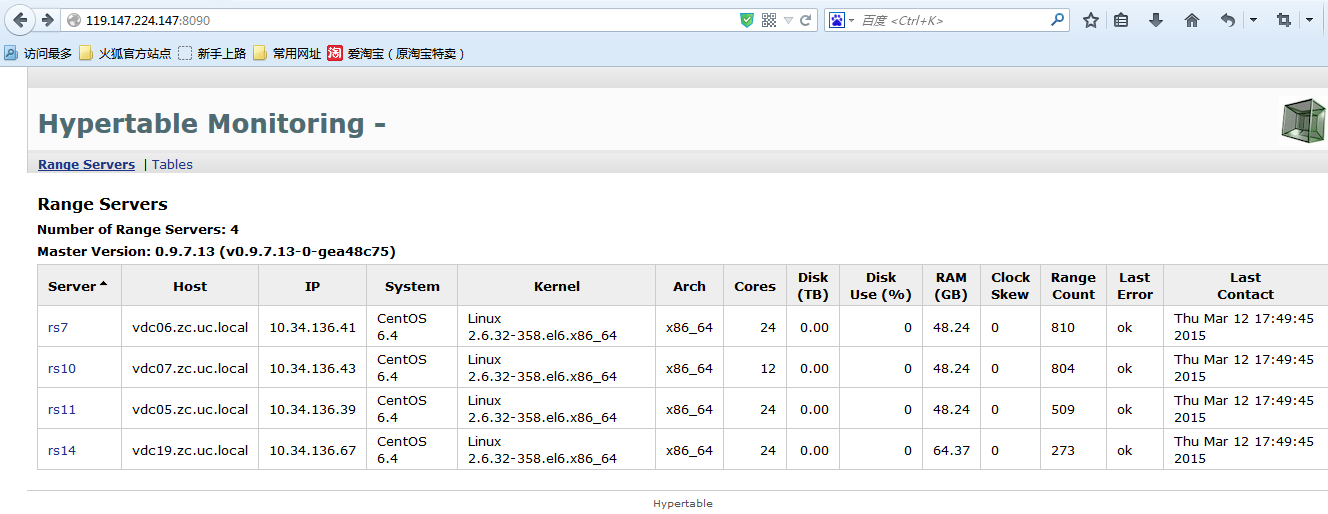 119.147.224.147:8090
百度 <Ctrl+K>
访问最多 火狐官方站点 新手上路 常用网址 淘 爱淘宝（原淘宝特卖）
Hypertable Monitoring -
Range Servers | Tables
Range Servers
Number of Range Servers: 4
Master Version: 0.9.7.13 (v0.9.7.13-0-gea48c75)
Server Host IP System Kernel Arch Cores Disk (TB) Disk Use (%) RAM (GB) Clock Skew Range Count Last Error Last Contact
rs7 vdc06.zc.uc.local 10.34.136.41 CentOS 6.4 Linux 2.6.32-358.el6.x86_64 x86_64 24 0.00 0 48.24 0 810 ok Thu Mar 12 17:49:45 2015
rs10 vdc07.zc.uc.local 10.34.136.43 CentOS 6.4 Linux 2.6.32-358.el6.x86_64 x86_64 12 0.00 0 48.24 0 804 ok Thu Mar 12 17:49:45 2015
rs11 vdc05.zc.uc.local 10.34.136.39 CentOS 6.4 Linux 2.6.32-358.el6.x86_64 x86_64 24 0.00 0 48.24 0 509 ok Thu Mar 12 17:49:45 2015
rs14 vdc19.zc.uc.local 10.34.136.67 CentOS 6.4 Linux 2.6.32-358.el6.x86_64 x86_64 24 0.00 0 64.37 0 273 ok Thu Mar 12 17:49:45 2015
Hypertable